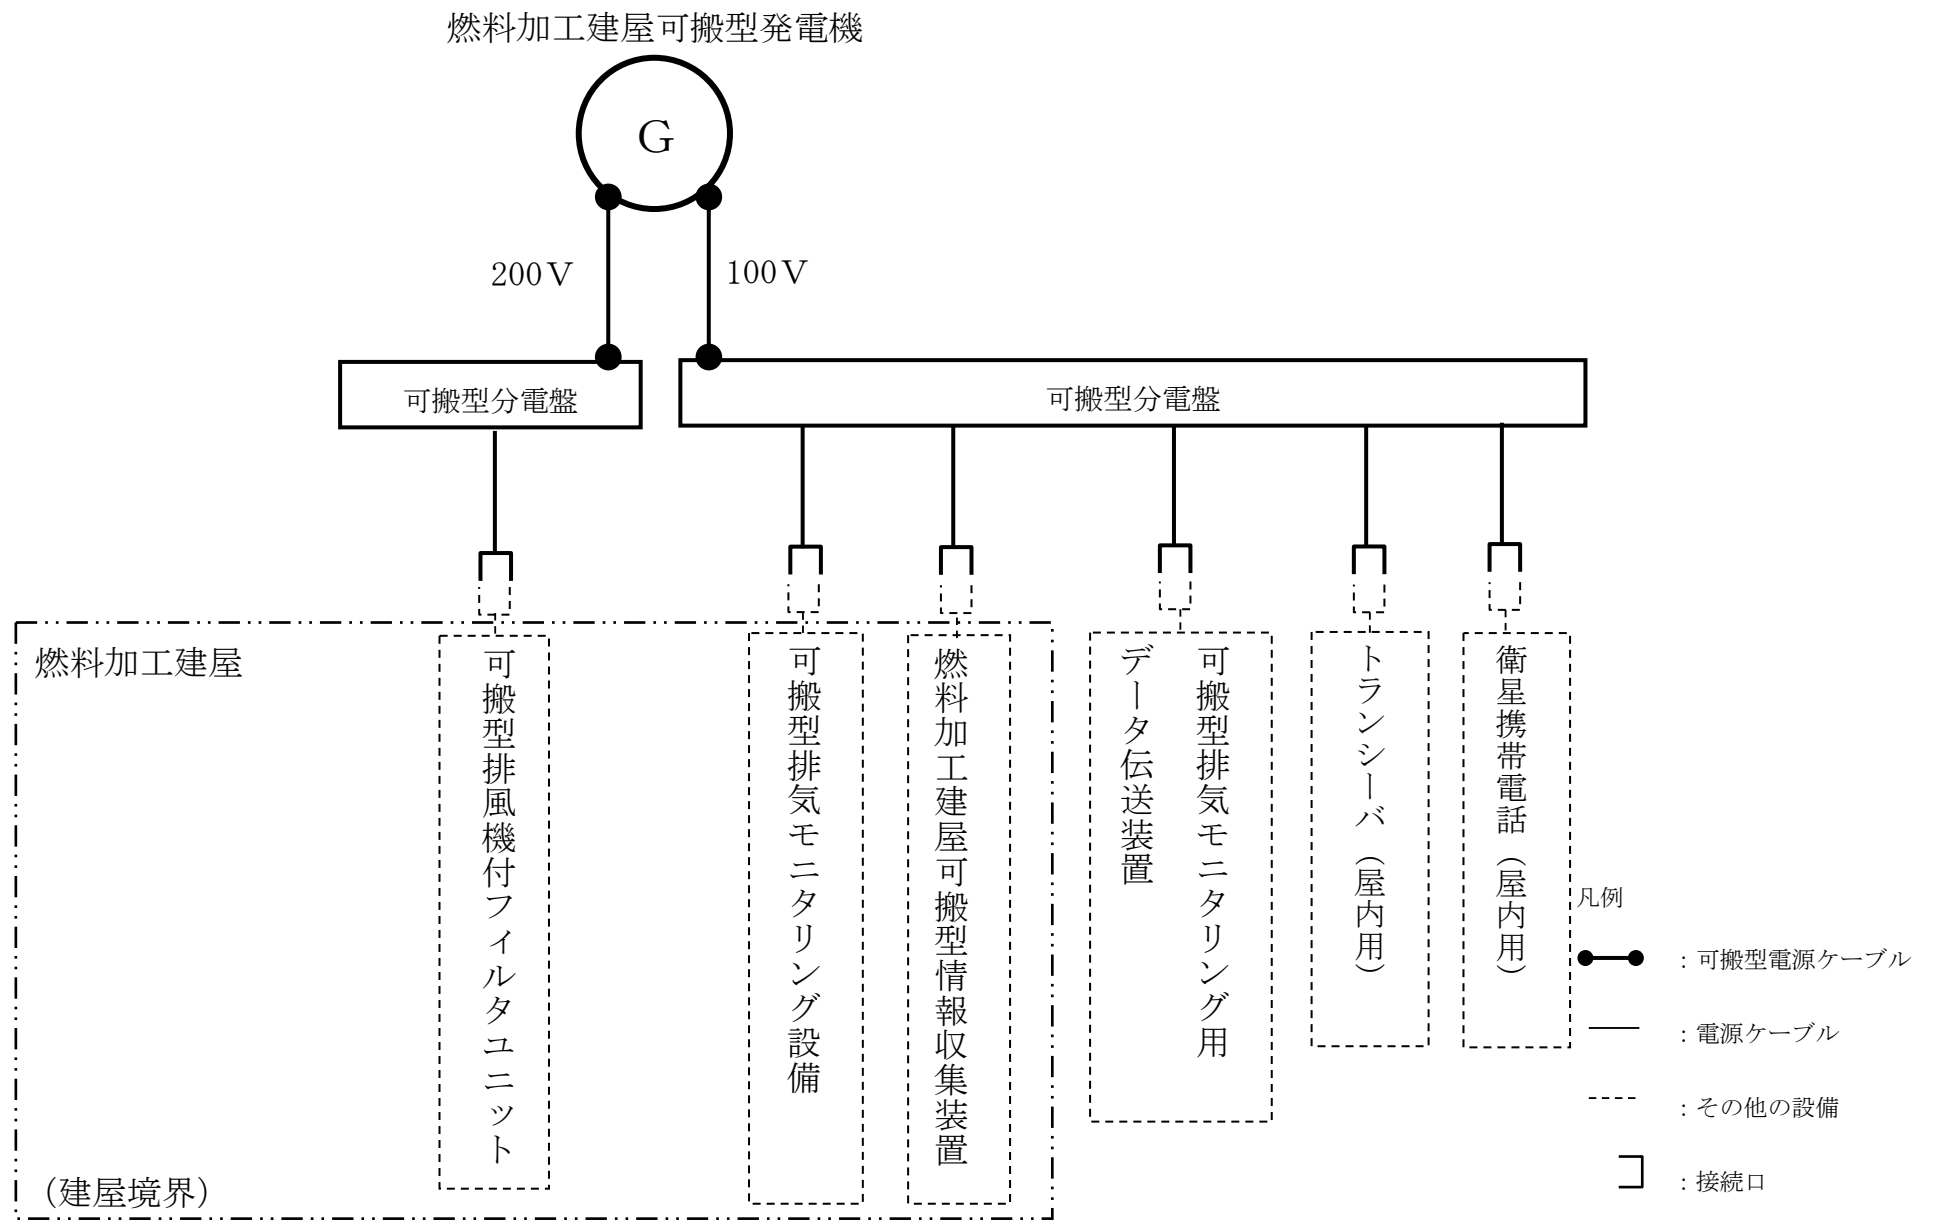 燃料加工建屋可搬型発電機
G
200V
100V
可搬型分電盤
可搬型分電盤
燃料加工建屋
可搬型排風機付フィルタユニット
可搬型排気モニタリング設備
燃料加工建屋可搬型情報収集装置
可搬型排気モニタリング用
データ伝送装置
トランシーバ（屋内用）
衛星携帯電話（屋内用）
（建屋境界）
凡例
：可搬型電源ケーブル
：電源ケーブル
：その他の設備
：接続口